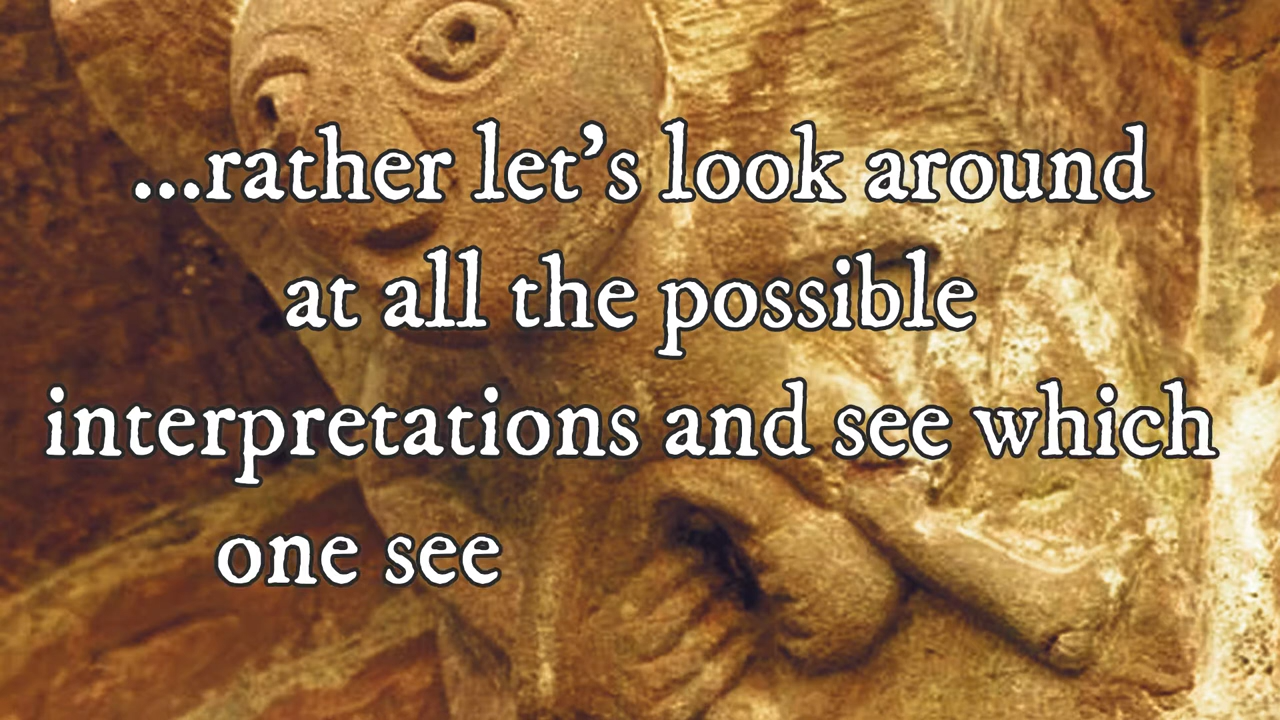 ...rather let's look around
at all the possible
interpretations and see which
one see